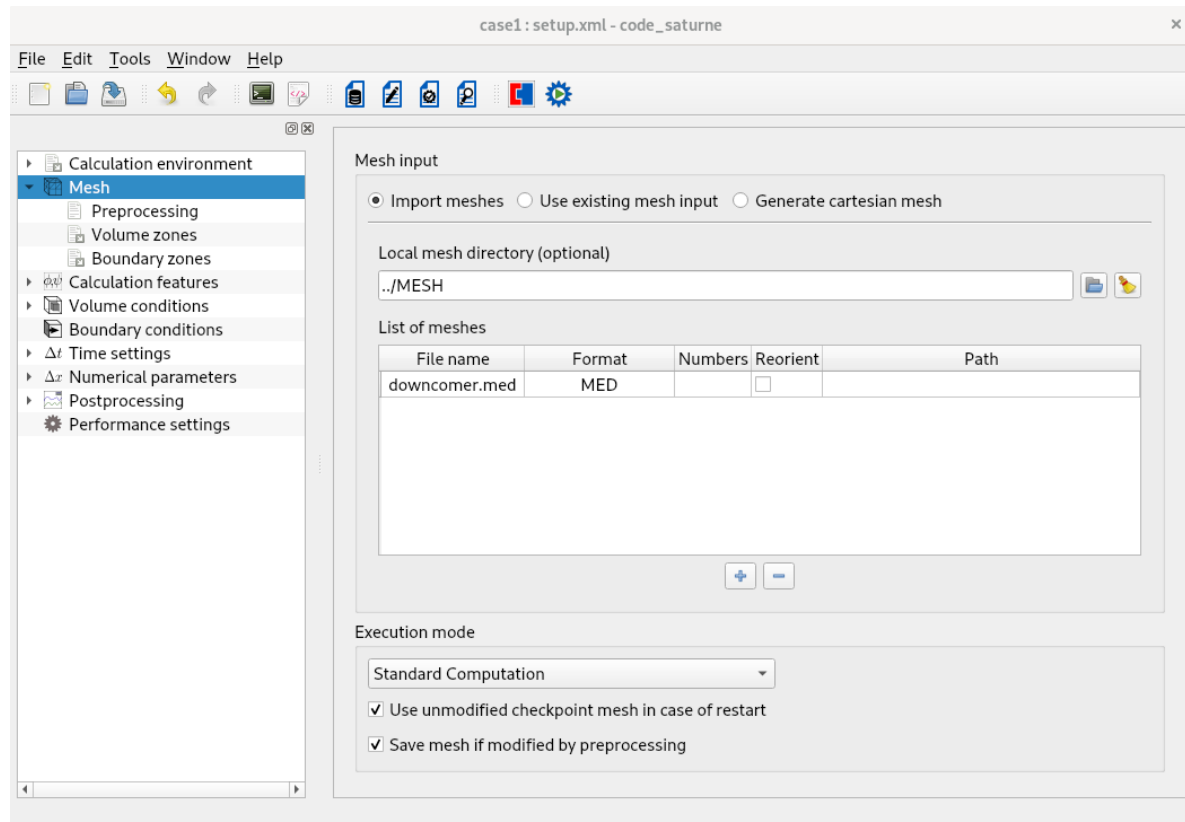 case1 : setup.xml - code_saturne
File Edit Tools Window Help
Calculation environment
Mesh
Preprocessing
Volume zones
Boundary zones
Calculation features
Volume conditions
Boundary conditions
Δt Time settings
Δx Numerical parameters
Postprocessing
Performance settings
Mesh input
Import meshes Use existing mesh input Generate cartesian mesh
Local mesh directory (optional)
../MESH
List of meshes
File name Format Numbers Reorient Path
downcomer.med MED
Execution mode
Standard Computation
Use unmodified checkpoint mesh in case of restart
Save mesh if modified by preprocessing